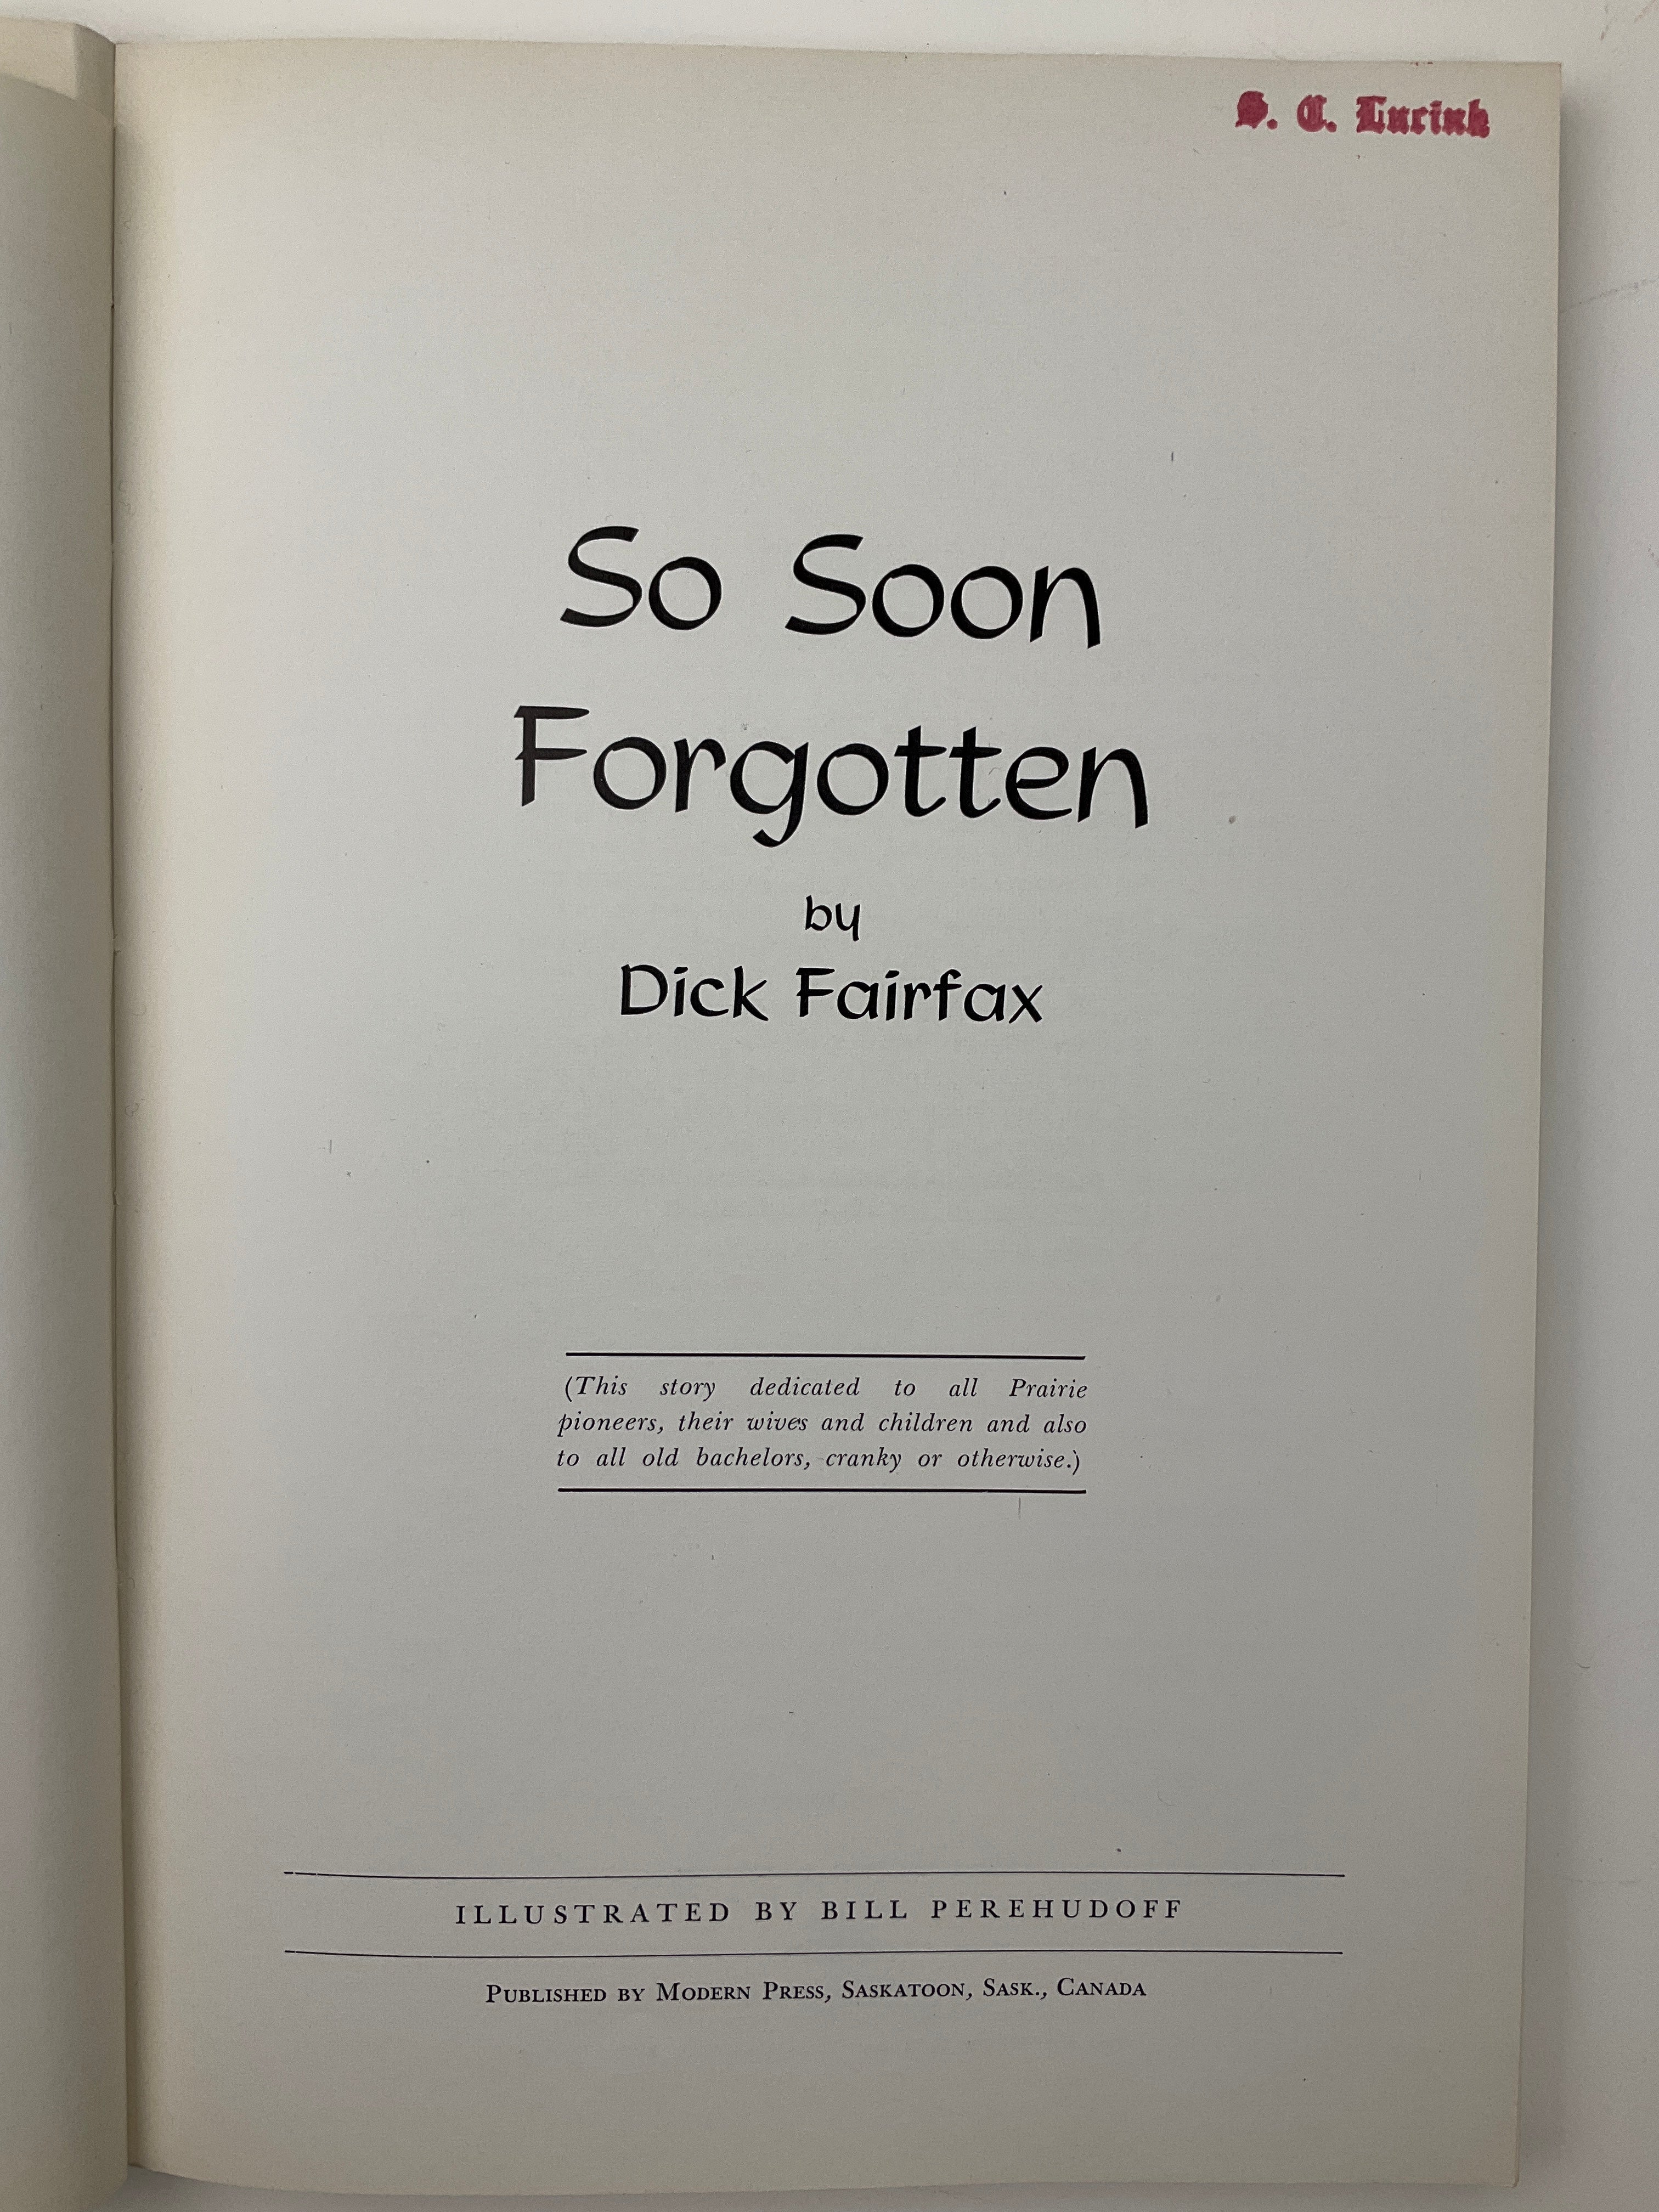 S. C. Lurink
So Soon
Forgotten
by
Dick Fairfax
(This story dedicated to all Prairie
pioneers, their wives and children and also
to all old bachelors, cranky or otherwise.)
ILLUSTRATED BY BILL PEREHUDOFF
PUBLISHED BY MODERN PRESS, SASKATOON, SASK., CANADA